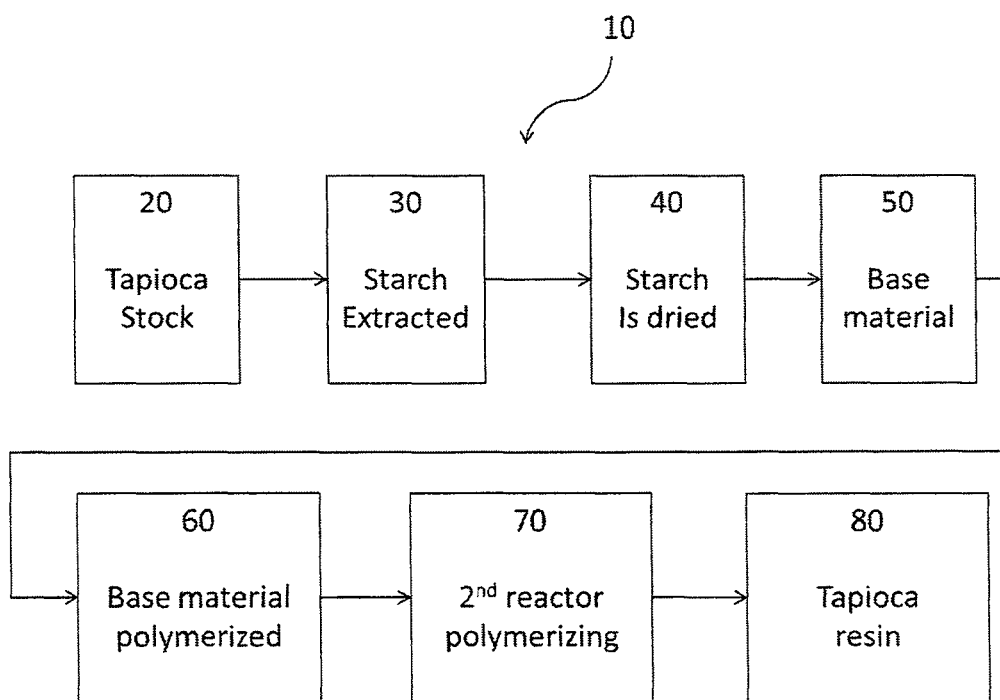 10
20
Tapioca
Stock
30
Starch
Extracted
40
Starch
Is dried
50
Base
material
60
Base material
polymerized
70
2nd reactor
polymerizing
80
Tapioca
resin